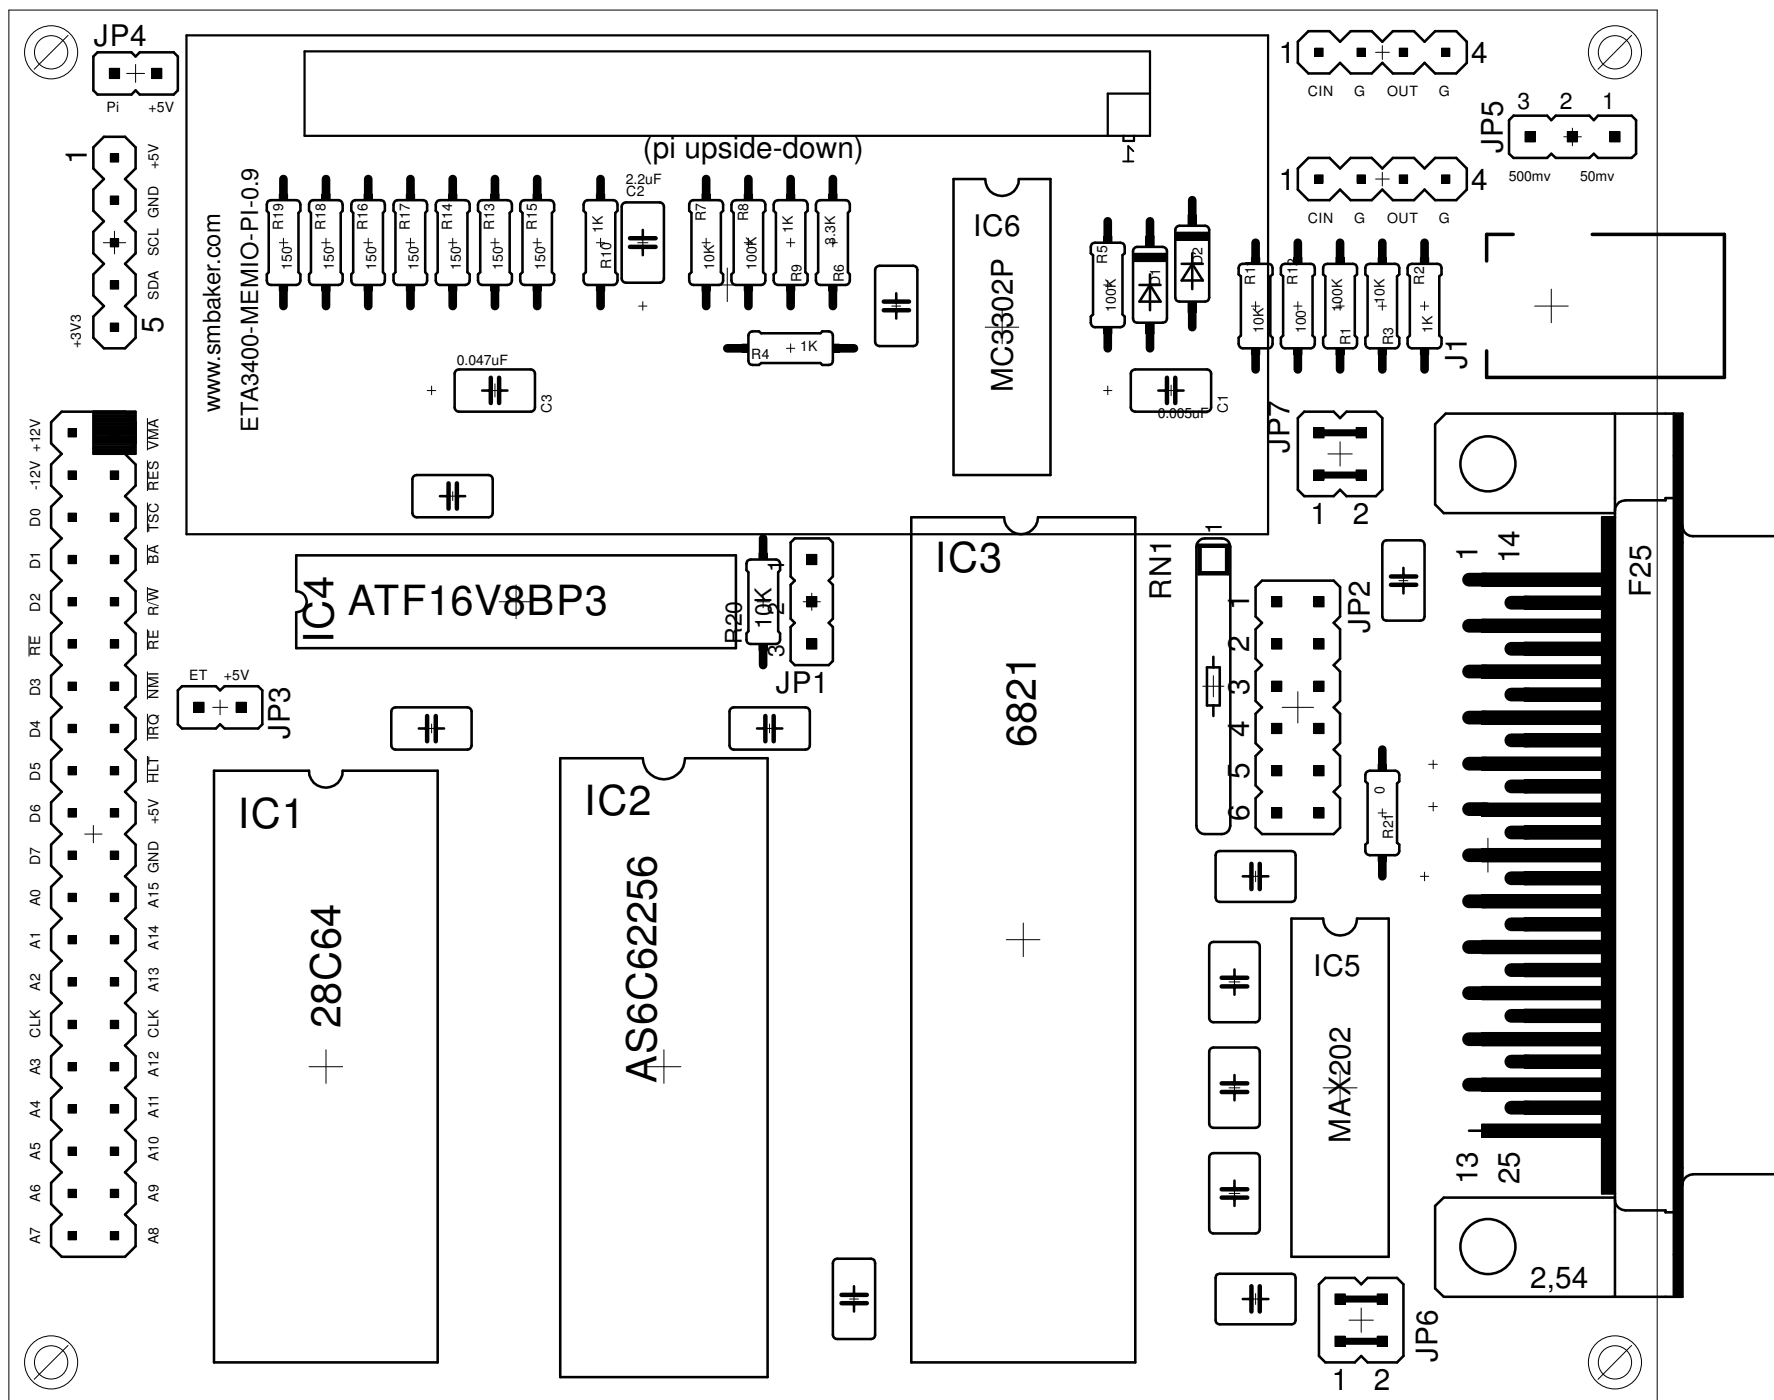 JP4
Pi +5V
1
+5V
GND
SCL
SDA
+3V3
5
www.smbaker.com
ETA3400-MEMIO-PI-0.9
(pi upside-down)
R19 150
R18 150
R16 150
R17 150
R14 150
R13 150
R15 150
1K R10
2.2uF
C2
R7 10K
R8 100K
1K R9
3.3K R6
R4 1K
0.047uF
C3
IC6
MC3302P
R5 100K
D1
D2
0.005uF C1
1 4
CIN G OUT G
JP5
3 2 1
500mv 50mv
1 4
CIN G OUT G
10K
100
100K R1
10K R3
R2 1K
J1
JP7
1 2
+12V VMA
-12V RES
D0 TSC
D1 BA
D2 R/W
RE RE
D3 NMI
D4 IRQ
D5 HLT
D6 +5V
D7 GND
A0 A15
A1 A14
A2 A13
CLK CLK
A3 A12
A4 A11
A5 A10
A6 A9
A7 A8
IC4
ATF16V8BP3
R20
10K
1
2
3
JP1
ET +5V
JP3
IC3
6821
RN1
1
JP2
1
2
3
4
5
6
0
R21
1
14
F25
13
25
2,54
IC1
28C64
IC2
AS6C62256
IC5
MAX202
JP6
1 2